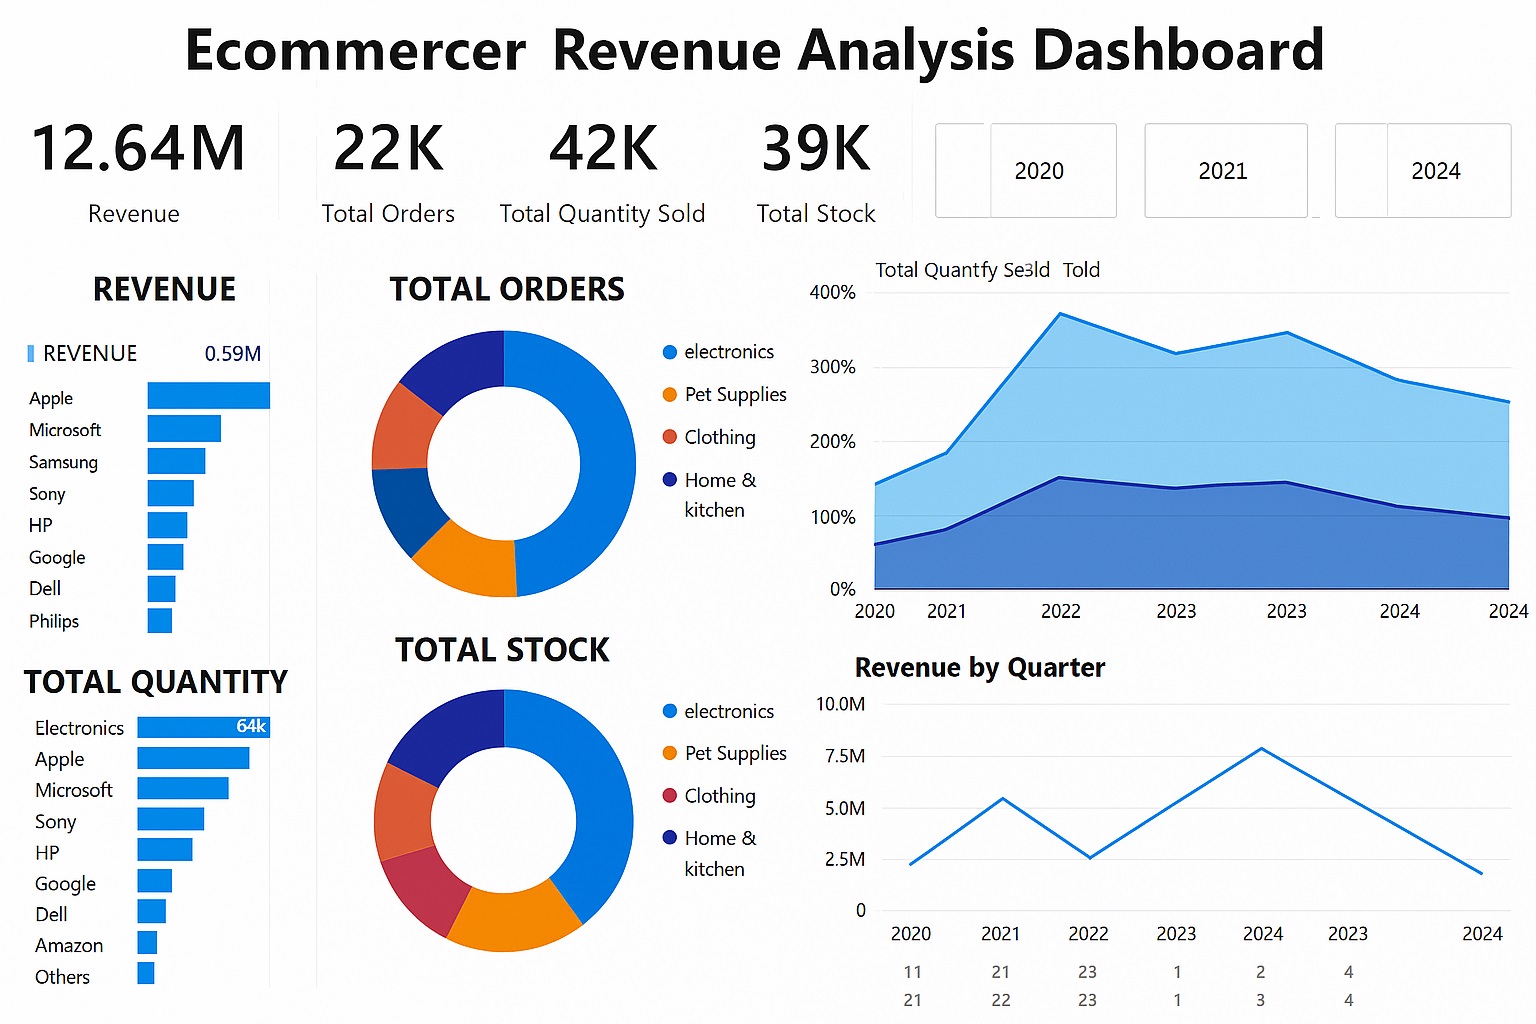 Ecommercer Revenue Analysis Dashboard
12.64M
Revenue
22K
Total Orders
42K
Total Quantity Sold
39K
Total Stock
2020
2021
2024
REVENUE
REVENUE 0.59M
Apple
Microsoft
Samsung
Sony
HP
Google
Dell
Philips
TOTAL QUANTITY
Electronics 64k
Apple
Microsoft
Sony
HP
Google
Dell
Amazon
Others
TOTAL ORDERS
electronics
Pet Supplies
Clothing
Home &
kitchen
TOTAL STOCK
electronics
Pet Supplies
Clothing
Home &
kitchen
Total Quantfy Se3ld Told
400%
300%
200%
100%
0%
2020 2021 2022 2023 2023 2024 2024
Revenue by Quarter
10.0M
7.5M
5.0M
2.5M
0
2020 2021 2022 2023 2024 2023 2024
11 21 23 1 2 4
21 22 23 1 3 4